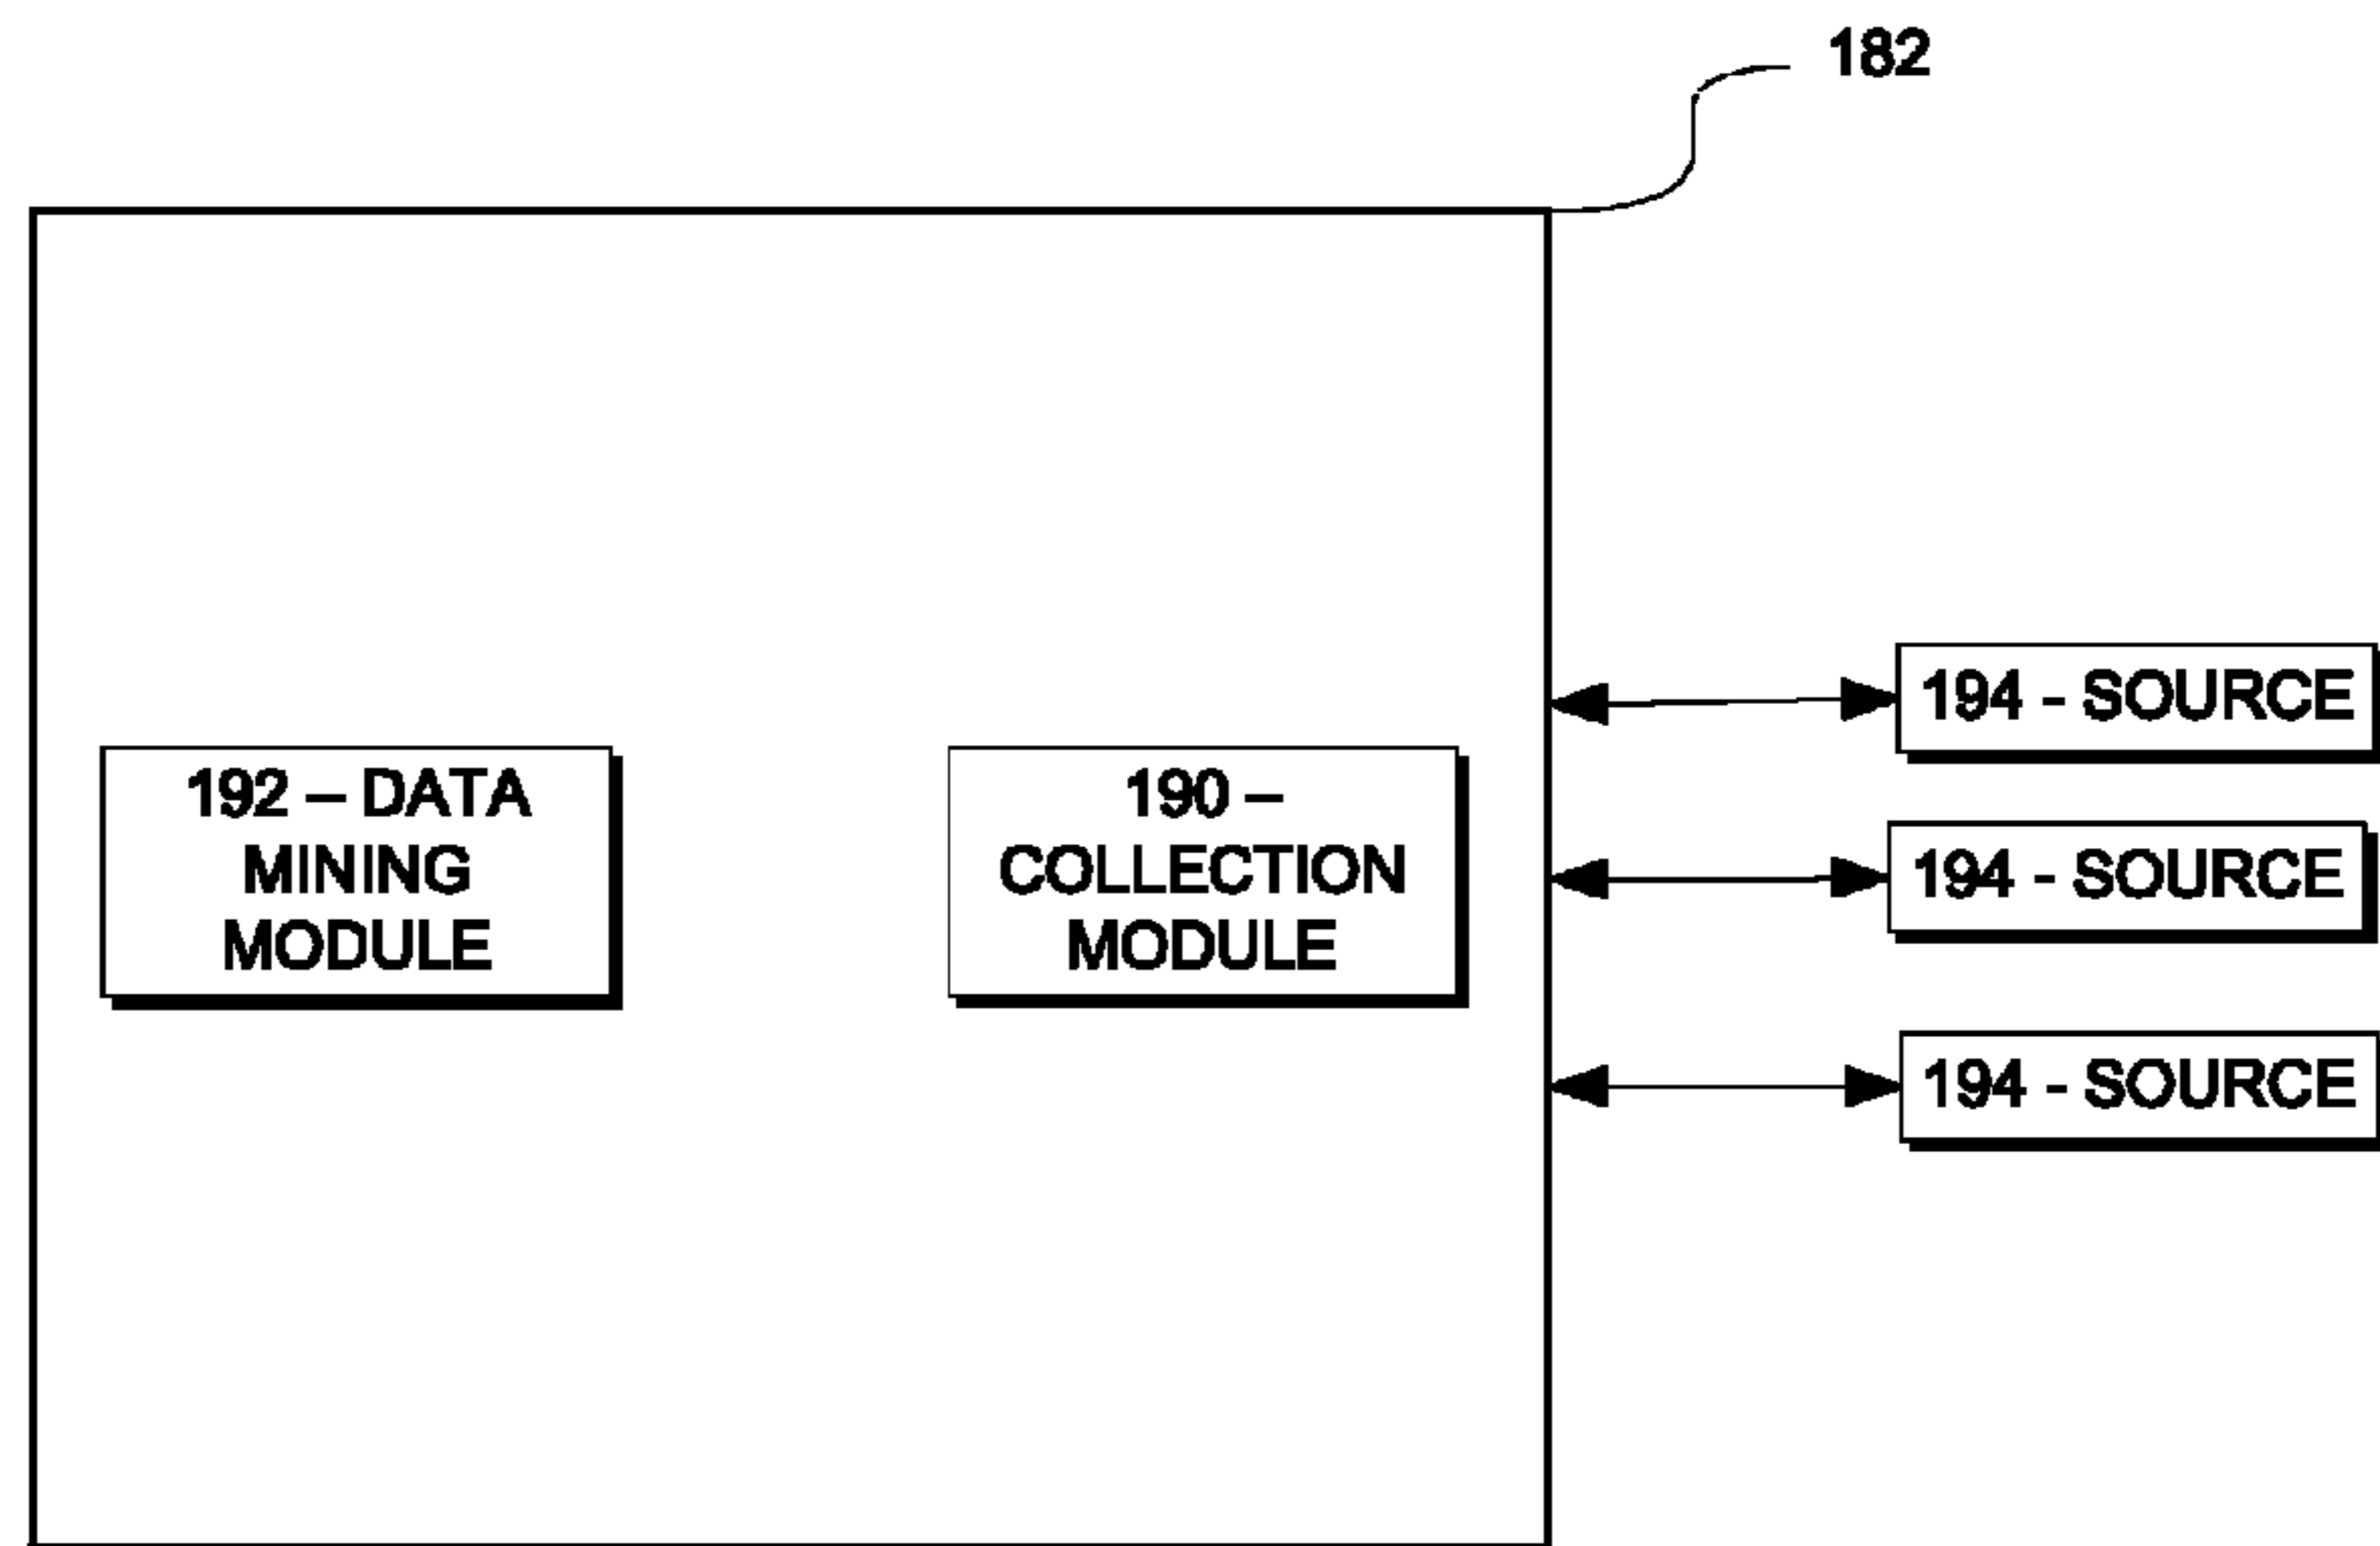 182
192 – DATA
MINING
MODULE
190 –
COLLECTION
MODULE
194 - SOURCE
194 - SOURCE
194 - SOURCE